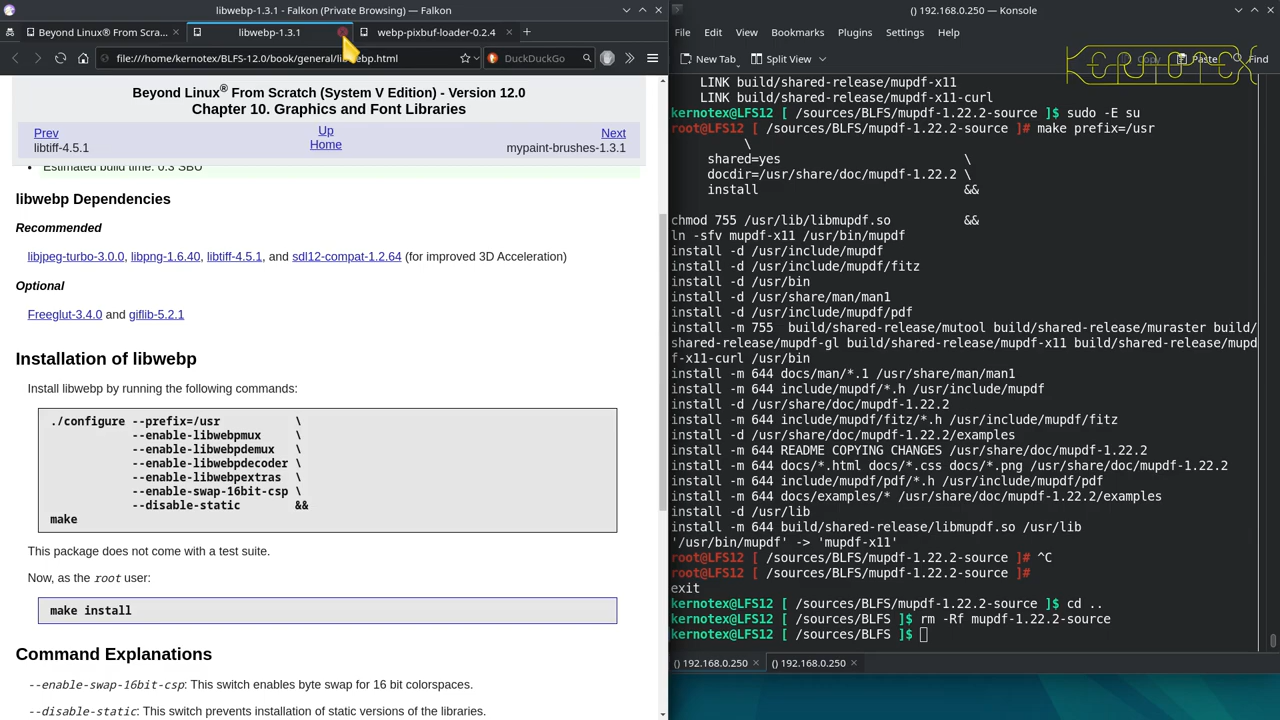 libwebp-1.3.1 - Falkon (Private Browsing) — Falkon
Beyond Linux® From Scra...
libwebp-1.3.1
webp-pixbuf-loader-0.2.4
file:///home/kernotex/BLFS-12.0/book/general/libwebp.html
DuckDuckGo
Beyond Linux® From Scratch (System V Edition) - Version 12.0
Chapter 10. Graphics and Font Libraries
Prev
Up
Next
libtiff-4.5.1
Home
mypaint-brushes-1.3.1
Estimated build time: 0.3 SBU
libwebp Dependencies
Recommended
libjpeg-turbo-3.0.0, libpng-1.6.40, libtiff-4.5.1, and sdl12-compat-1.2.64 (for improved 3D Acceleration)
Optional
Freeglut-3.4.0 and giflib-5.2.1
Installation of libwebp
Install libwebp by running the following commands:
./configure --prefix=/usr \
--enable-libwebpmux \
--enable-libwebpdemux \
--enable-libwebpdecoder \
--enable-libwebpextras \
--enable-swap-16bit-csp \
--disable-static &&
make
This package does not come with a test suite.
Now, as the root user:
make install
Command Explanations
--enable-swap-16bit-csp: This switch enables byte swap for 16 bit colorspaces.
--disable-static: This switch prevents installation of static versions of the libraries.
() 192.168.0.250 — Konsole
File Edit View Bookmarks Plugins Settings Help
New Tab Split View Copy Paste Find
KERNOTEX
LINK build/shared-release/mupdf-x11
LINK build/shared-release/mupdf-x11-curl
kernotex@LFS12 [ /sources/BLFS/mupdf-1.22.2-source ]$ sudo -E su
root@LFS12 [ /sources/BLFS/mupdf-1.22.2-source ]# make prefix=/usr
\
shared=yes \
docdir=/usr/share/doc/mupdf-1.22.2 \
install &&
chmod 755 /usr/lib/libmupdf.so &&
ln -sfv mupdf-x11 /usr/bin/mupdf
install -d /usr/include/mupdf
install -d /usr/include/mupdf/fitz
install -d /usr/bin
install -d /usr/share/man/man1
install -d /usr/include/mupdf/pdf
install -m 755  build/shared-release/mutool build/shared-release/muraster build/
shared-release/mupdf-gl build/shared-release/mupdf-x11 build/shared-release/mupd
f-x11-curl /usr/bin
install -m 644 docs/man/*.1 /usr/share/man/man1
install -m 644 include/mupdf/*.h /usr/include/mupdf
install -d /usr/share/doc/mupdf-1.22.2
install -m 644 include/mupdf/fitz/*.h /usr/include/mupdf/fitz
install -d /usr/share/doc/mupdf-1.22.2/examples
install -m 644 README COPYING CHANGES /usr/share/doc/mupdf-1.22.2
install -m 644 docs/*.html docs/*.css docs/*.png /usr/share/doc/mupdf-1.22.2
install -m 644 include/mupdf/pdf/*.h /usr/include/mupdf/pdf
install -m 644 docs/examples/* /usr/share/doc/mupdf-1.22.2/examples
install -d /usr/lib
install -m 644 build/shared-release/libmupdf.so /usr/lib
'/usr/bin/mupdf' -> 'mupdf-x11'
root@LFS12 [ /sources/BLFS/mupdf-1.22.2-source ]# ^C
root@LFS12 [ /sources/BLFS/mupdf-1.22.2-source ]#
exit
kernotex@LFS12 [ /sources/BLFS/mupdf-1.22.2-source ]$ cd ..
kernotex@LFS12 [ /sources/BLFS ]$ rm -Rf mupdf-1.22.2-source
kernotex@LFS12 [ /sources/BLFS ]$
() 192.168.0.250
() 192.168.0.250